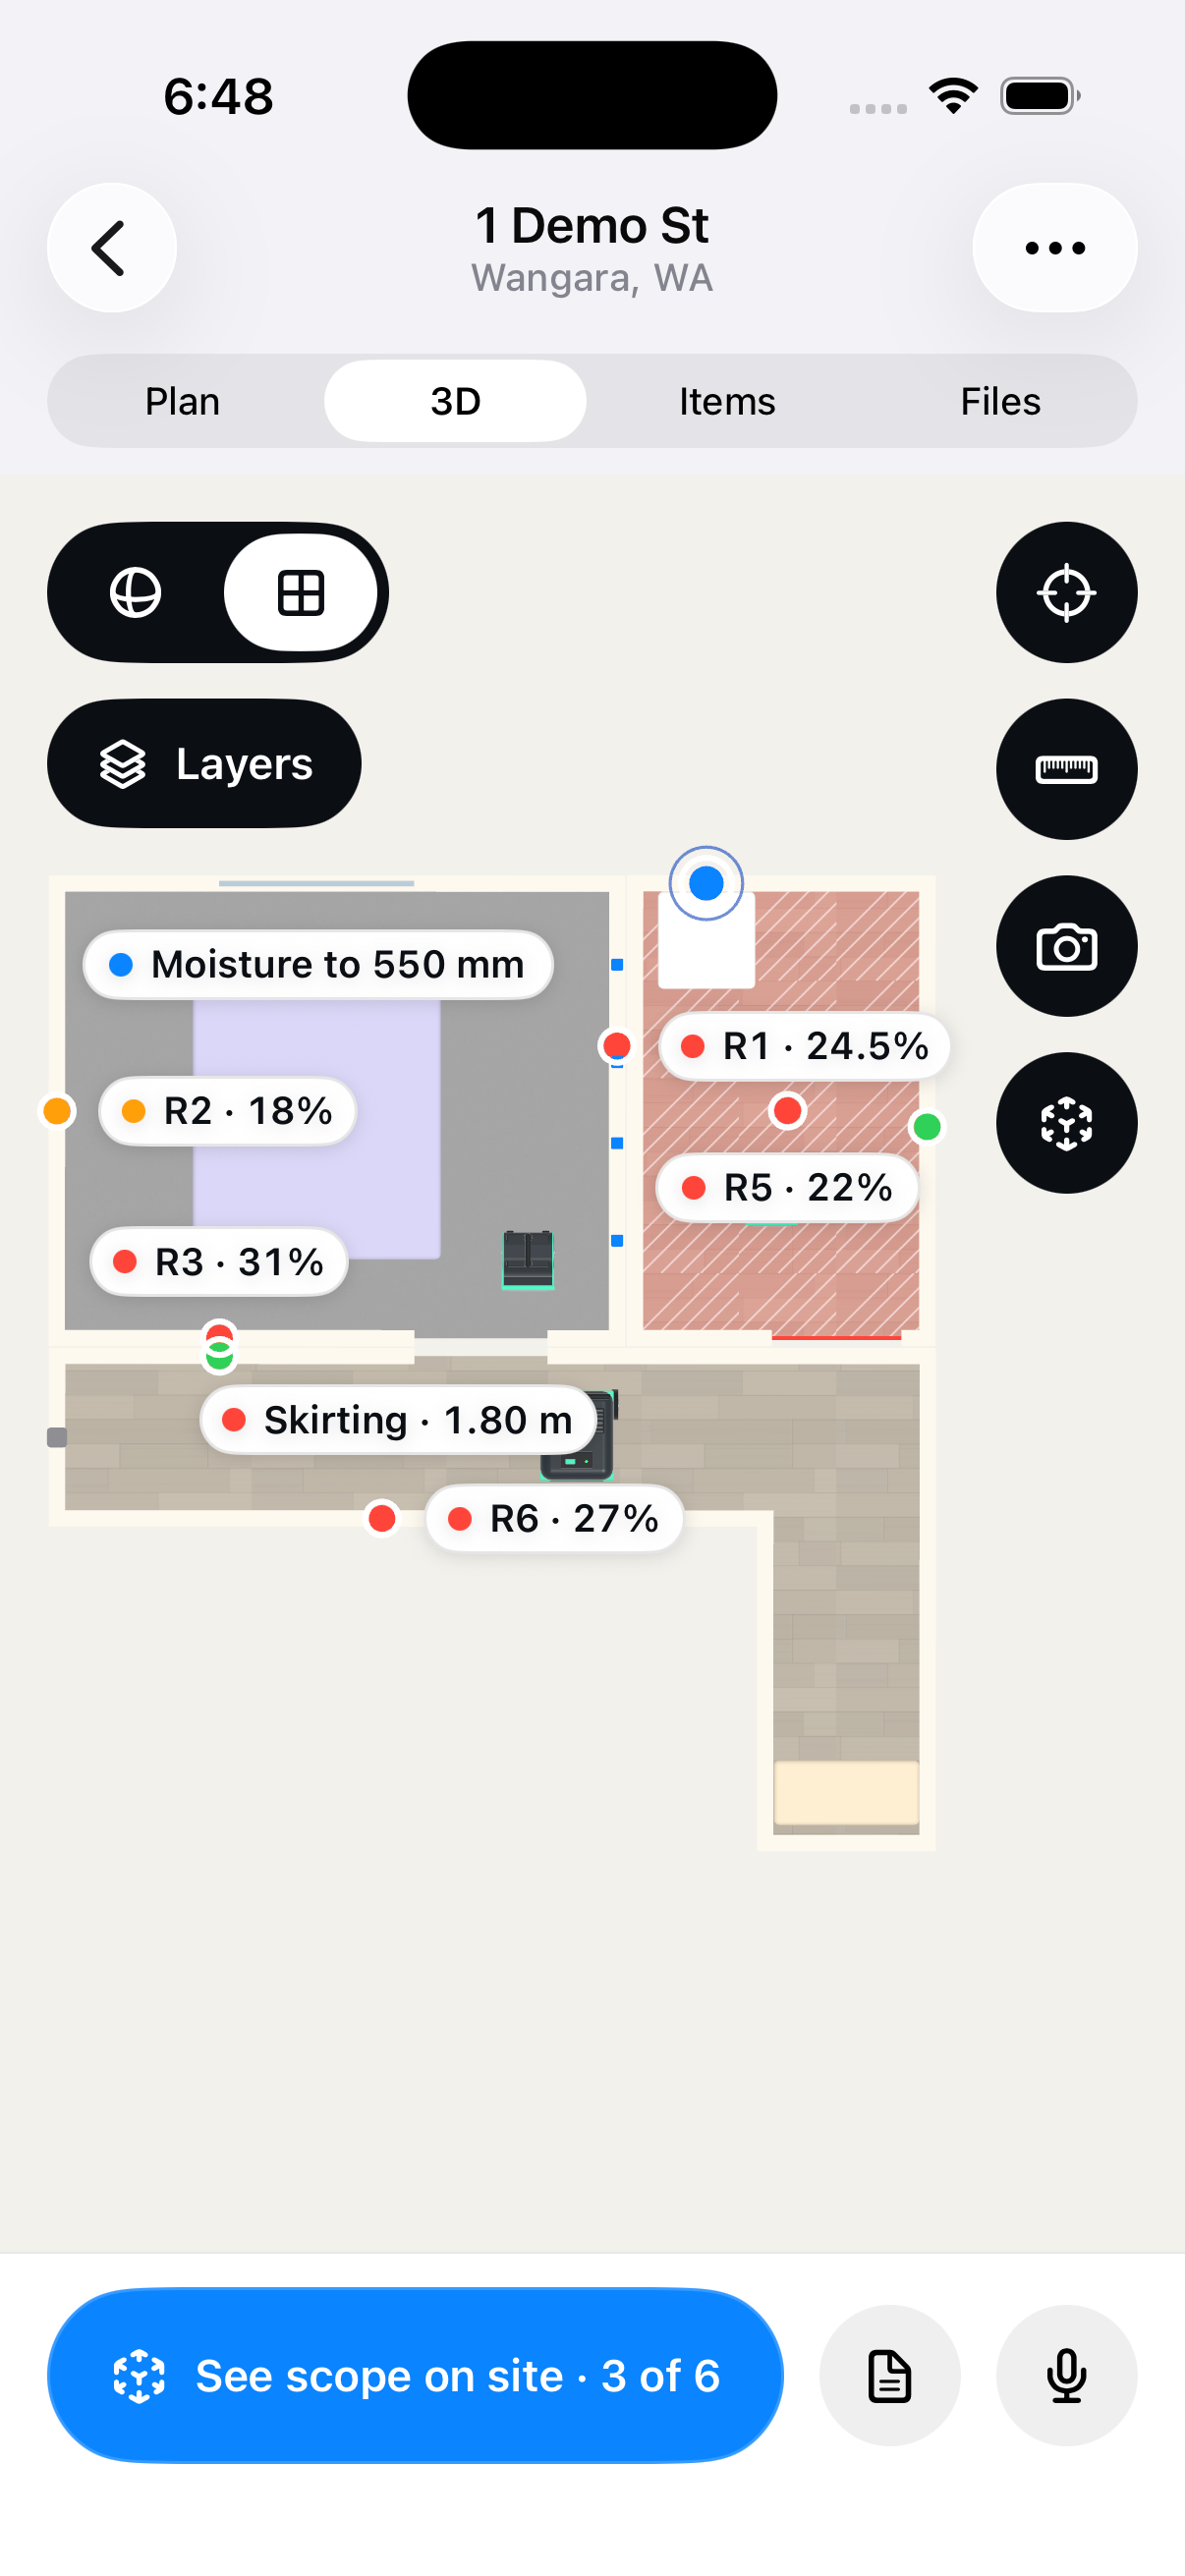 6:48
1 Demo St
Wangara, WA
Plan
3D
Items
Files
Layers
Moisture to 550 mm
R1 · 24.5%
R2 · 18%
R5 · 22%
R3 · 31%
Skirting · 1.80 m
R6 · 27%
See scope on site · 3 of 6